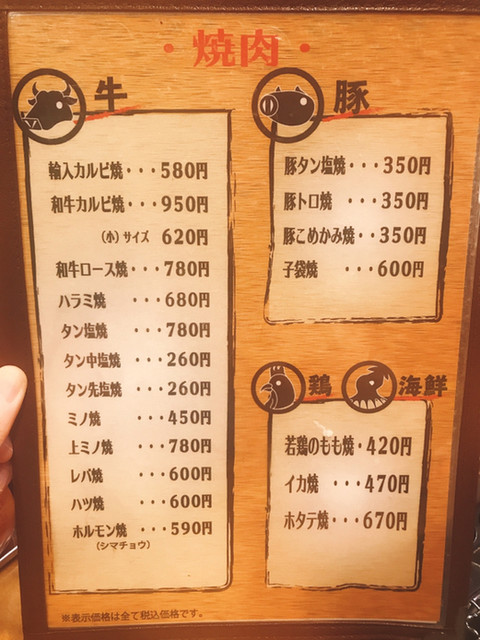 ・焼肉・
牛
輸入カルビ焼・・・580円
和牛カルビ焼・・・950円
(小)サイズ 620円
和牛ロース焼・・・780円
ハラミ焼 ・・・680円
タン塩焼 ・・・780円
タン中塩焼 ・・・260円
タン先塩焼 ・・・260円
ミノ焼 ・・・450円
上ミノ焼 ・・・780円
レバ焼 ・・・600円
ハツ焼 ・・・600円
ホルモン焼 ・・・590円
(シマチョウ)
※表示価格は全て税込価格です。
豚
豚タン塩焼・・・350円
豚トロ焼 ・・・350円
豚こめかみ焼・・350円
子袋焼 ・・・600円
鶏 海鮮
若鶏のもも焼・420円
イカ焼 ・・・470円
ホタテ焼・・・670円